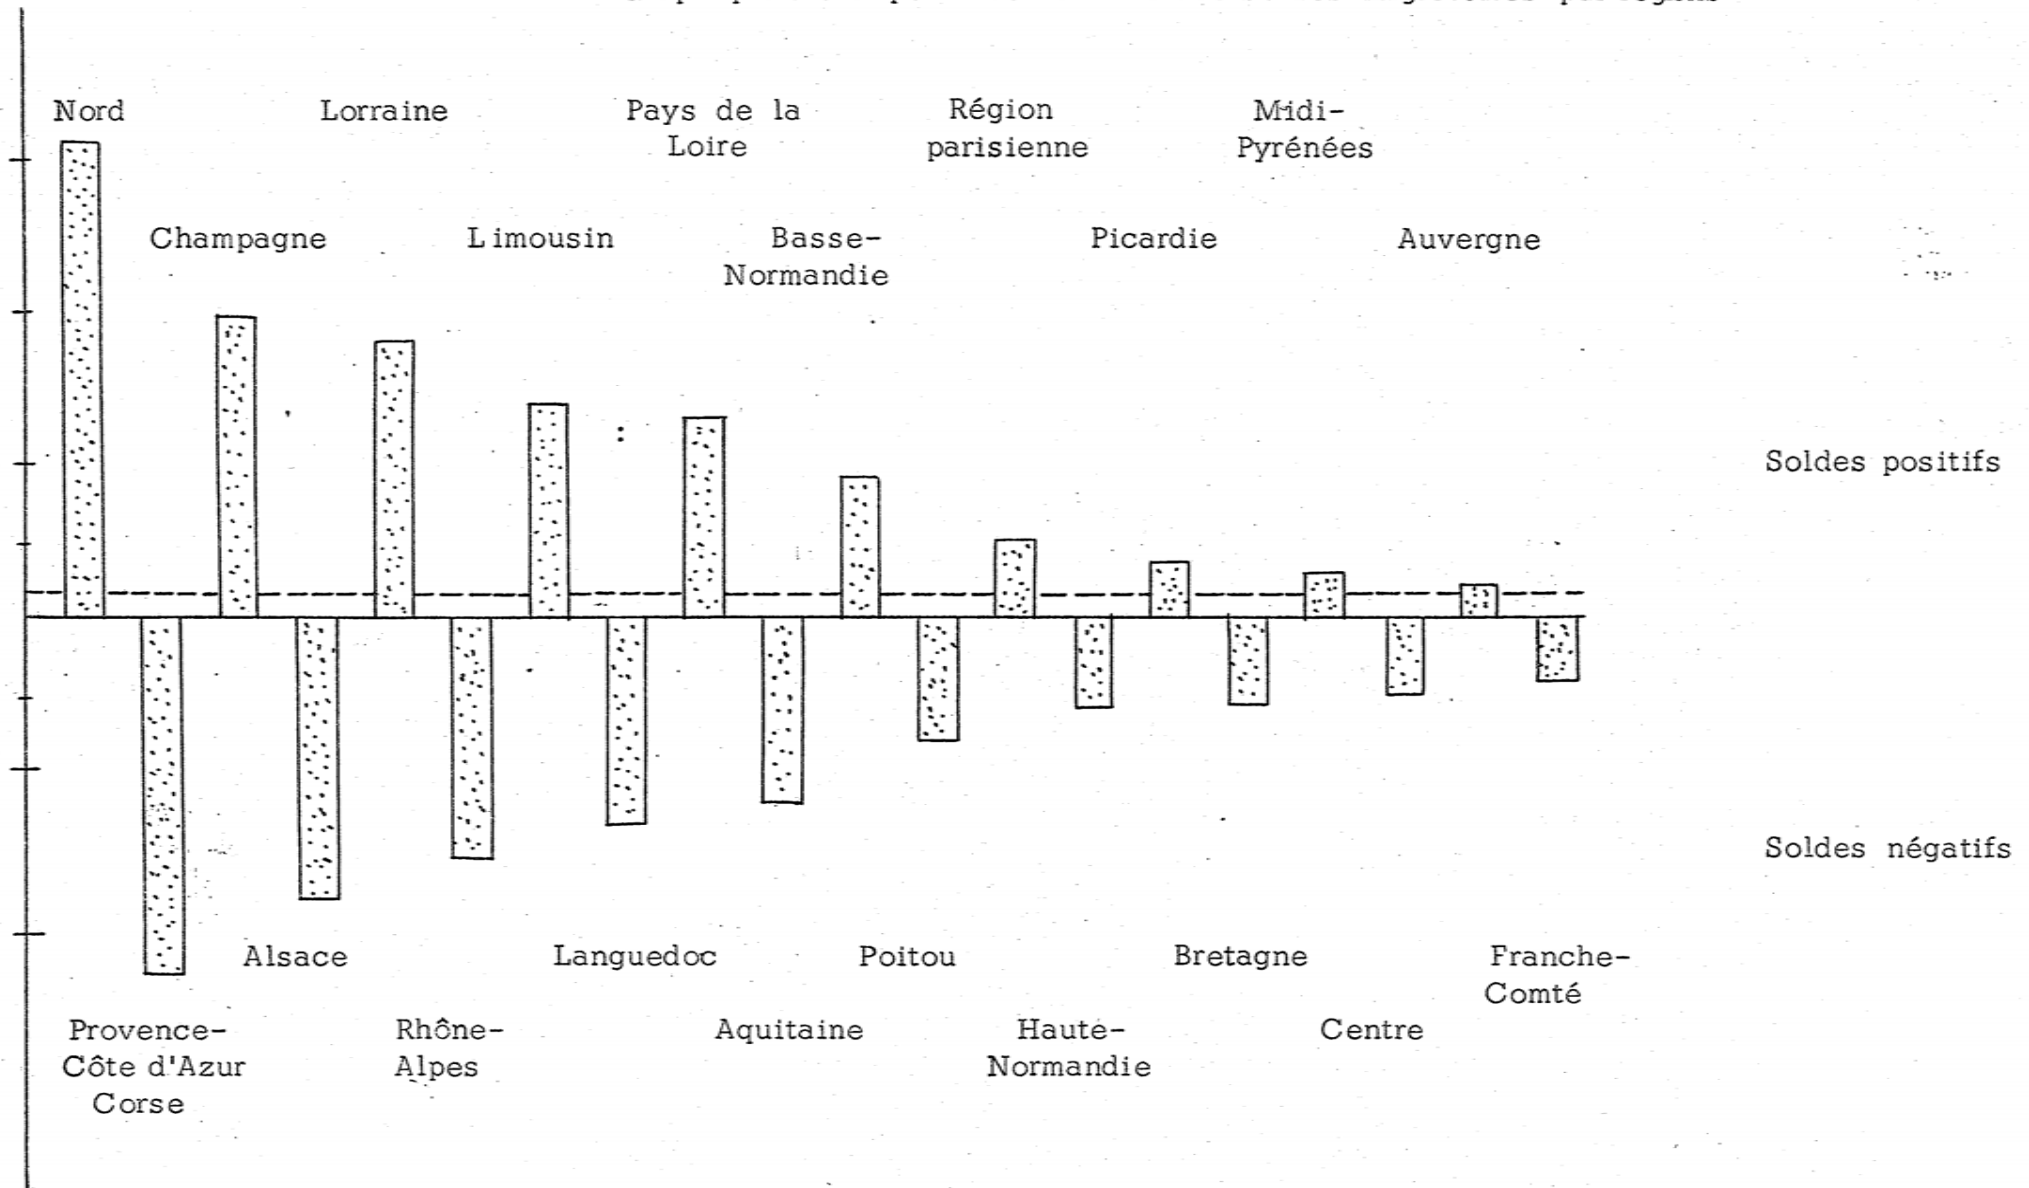 Nord Lorraine Pays de la Région Midi-
Loire parisienne Pyrénées
Champagne Limousin Basse- Picardie Auvergne
Normandie
Soldes positifs
Soldes négatifs
Alsace Languedoc Poitou Bretagne Franche-
Comté
Provence- Rhône- Aquitaine Haute- Centre
Côte d'Azur Alpes Normandie
Corse